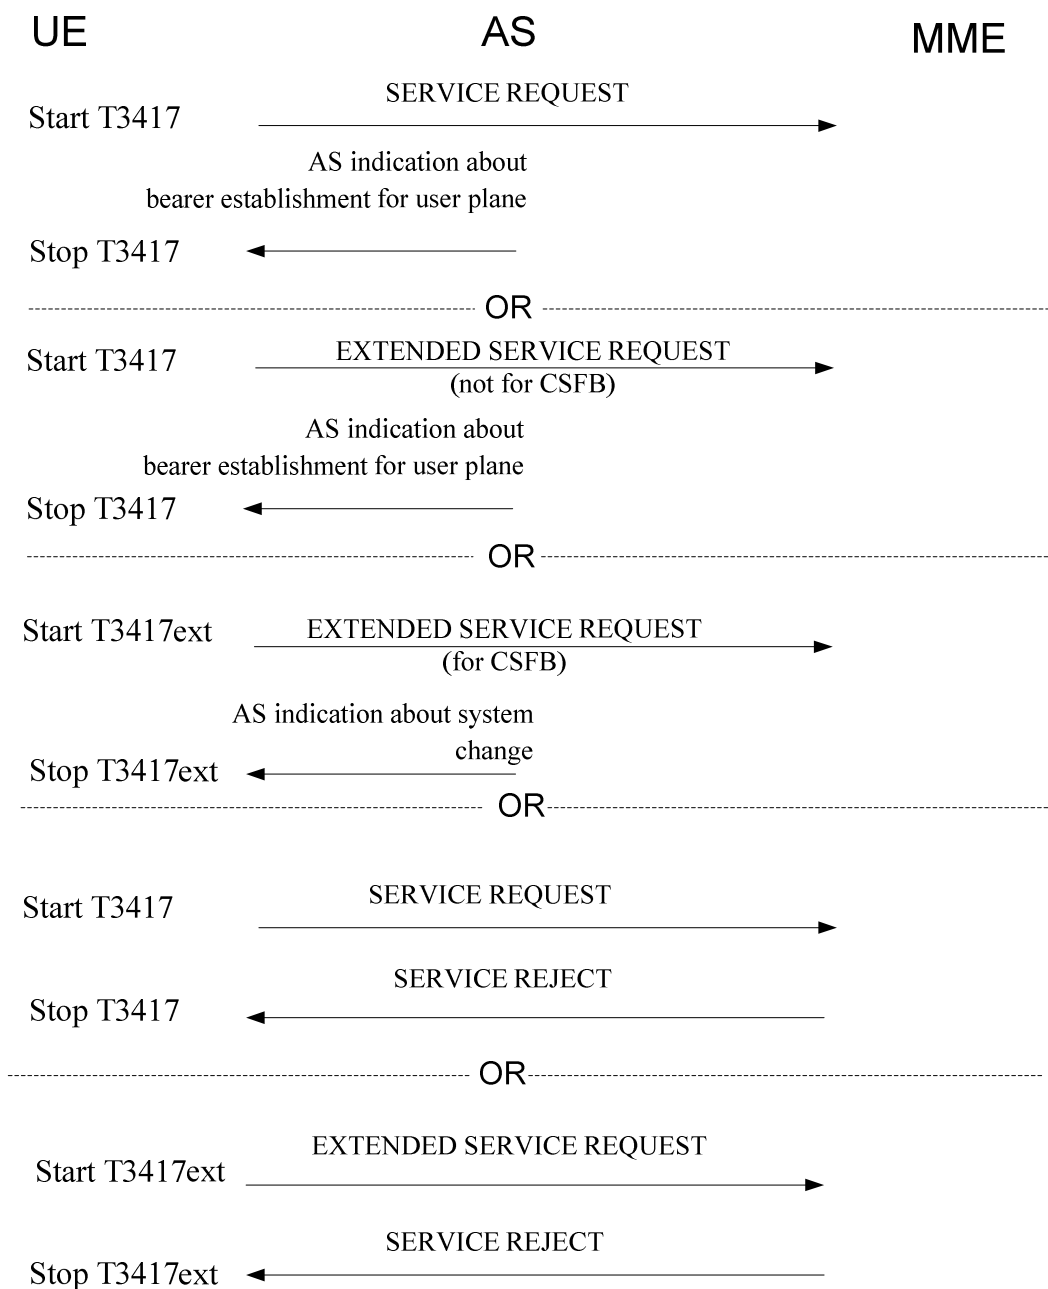 UE
AS
MME
SERVICE REQUEST
Start T3417
AS indication about
bearer establishment for user plane
Stop T3417
OR
EXTENDED SERVICE REQUEST
Start T3417
(not for CSFB)
AS indication about
bearer establishment for user plane
Stop T3417
OR
Start T3417ext
EXTENDED SERVICE REQUEST
(for CSFB)
AS indication about system
change
Stop T3417ext
OR
SERVICE REQUEST
Start T3417
SERVICE REJECT
Stop T3417
OR
EXTENDED SERVICE REQUEST
Start T3417ext
SERVICE REJECT
Stop T3417ext